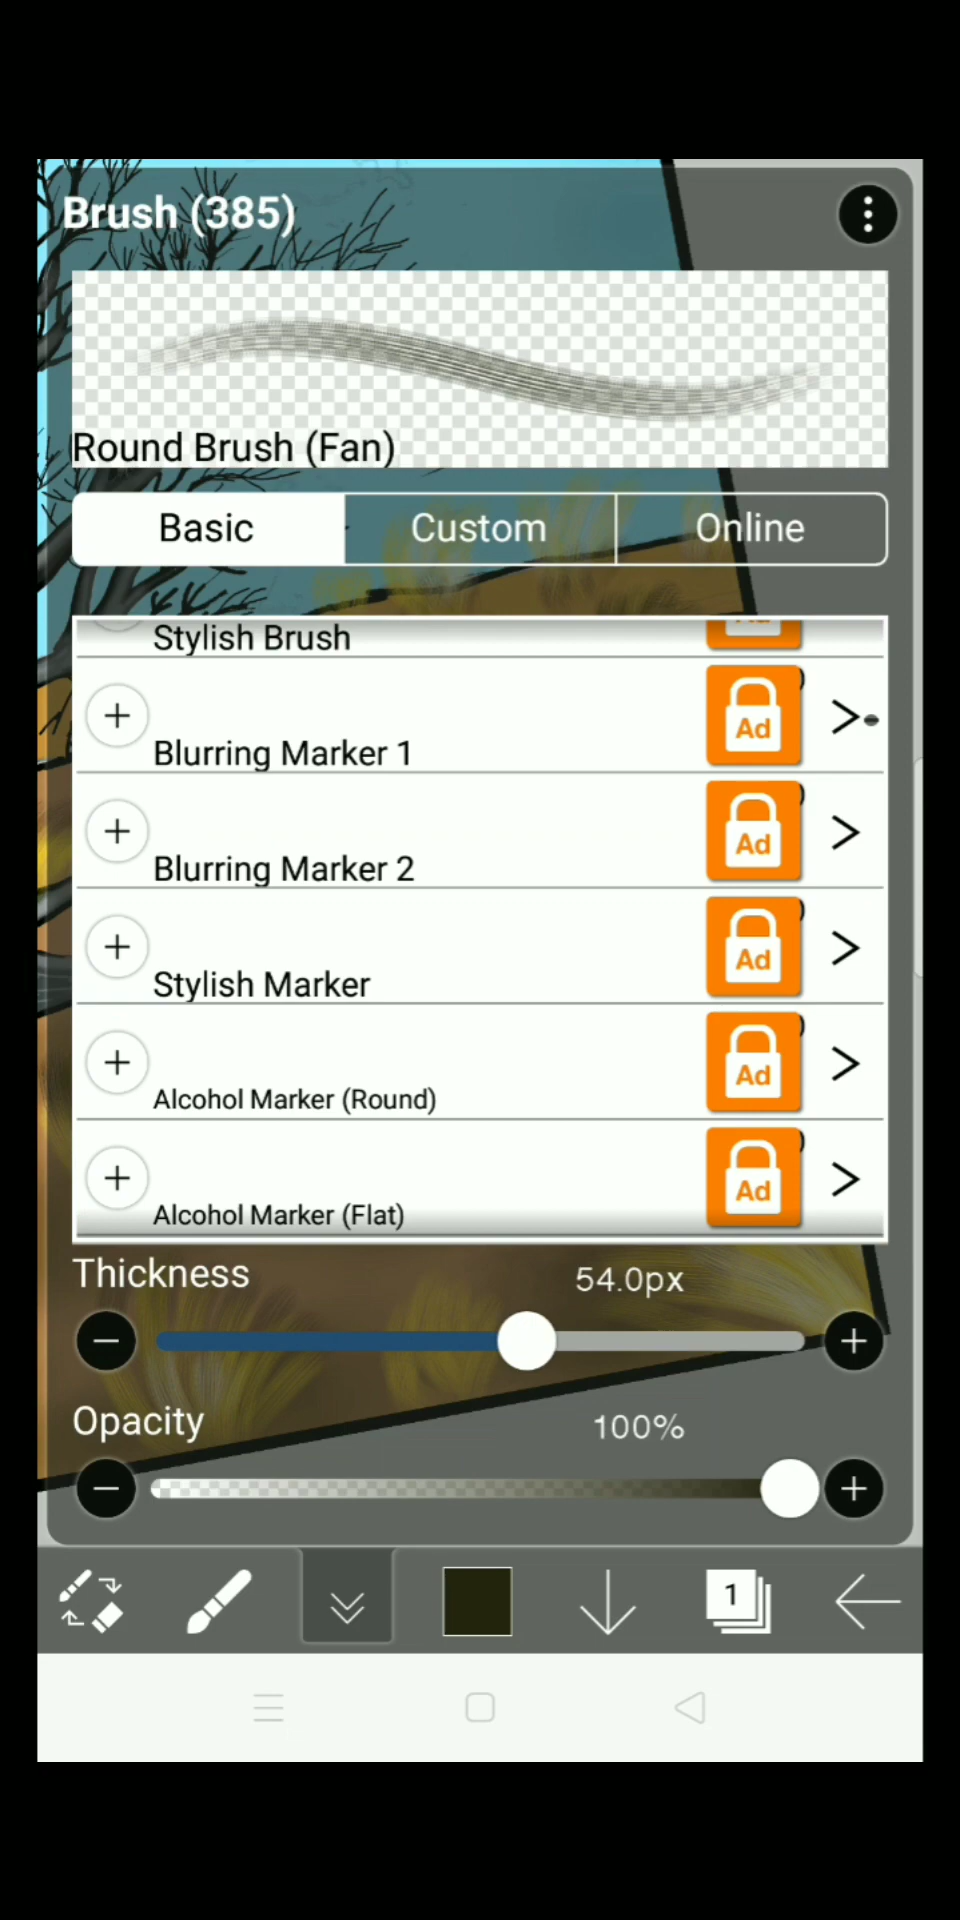 Brush (385)
Round Brush (Fan)
Basic
Custom
Online
Stylish Brush
Blurring Marker 1
Ad
Blurring Marker 2
Ad
Stylish Marker
Ad
Alcohol Marker (Round)
Ad
Alcohol Marker (Flat)
Ad
Thickness
54.0px
Opacity
100%
1